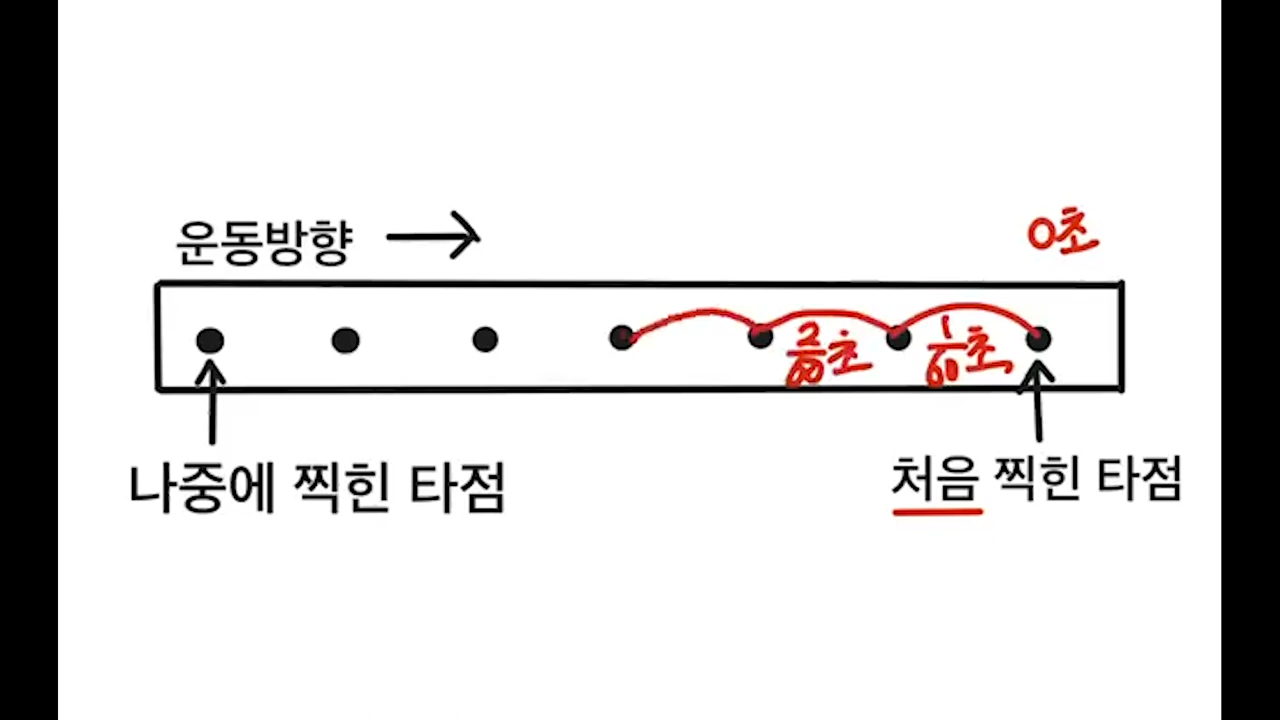 0초
운동방향 →
2/60초 1/60초
나중에 찍힌 타점
처음 찍힌 타점